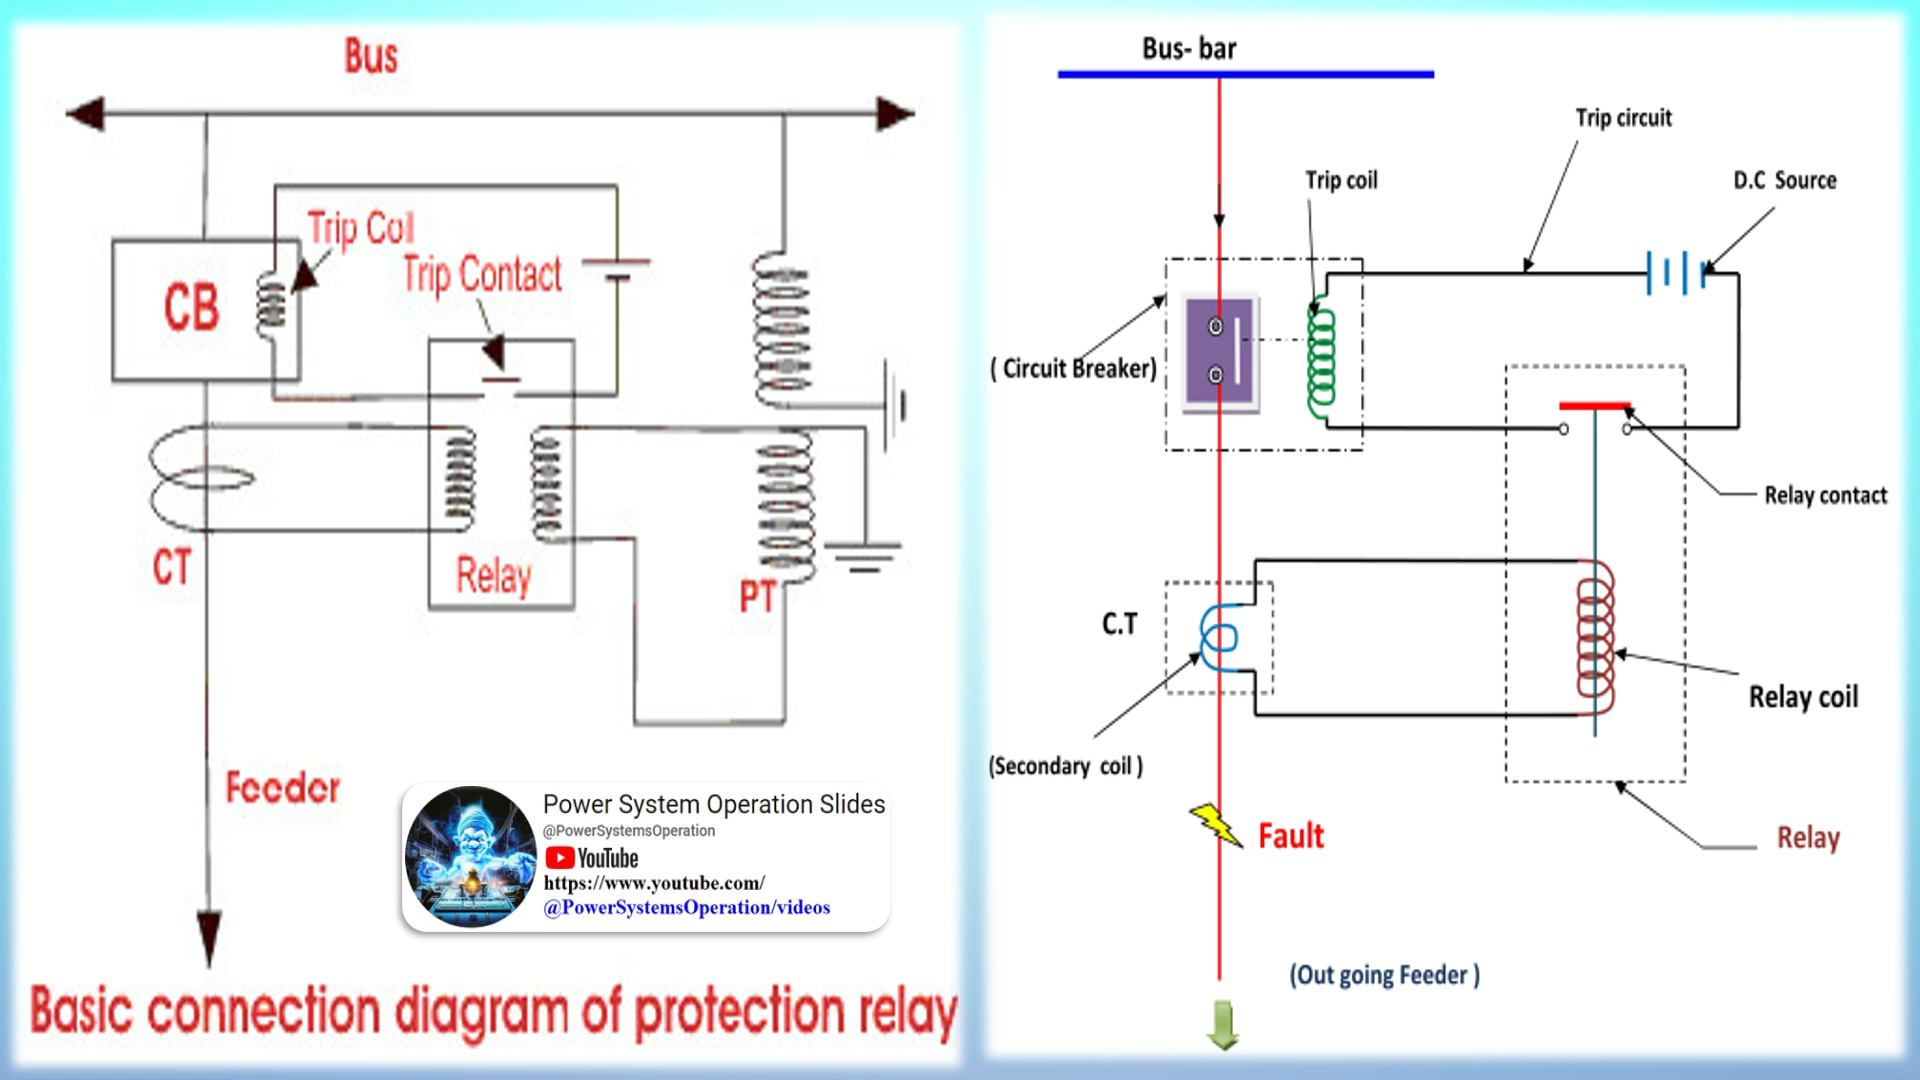 Bus
Trip Coil
Trip Contact
CB
CT
Relay
PT
Feeder
Power System Operation Slides
@PowerSystemsOperation
YouTube
https://www.youtube.com/
@PowerSystemsOperation/videos
Basic connection diagram of protection relay
Bus- bar
Trip circuit
Trip coil
D.C Source
( Circuit Breaker)
Relay contact
C.T
Relay coil
(Secondary coil )
Fault
Relay
(Out going Feeder )